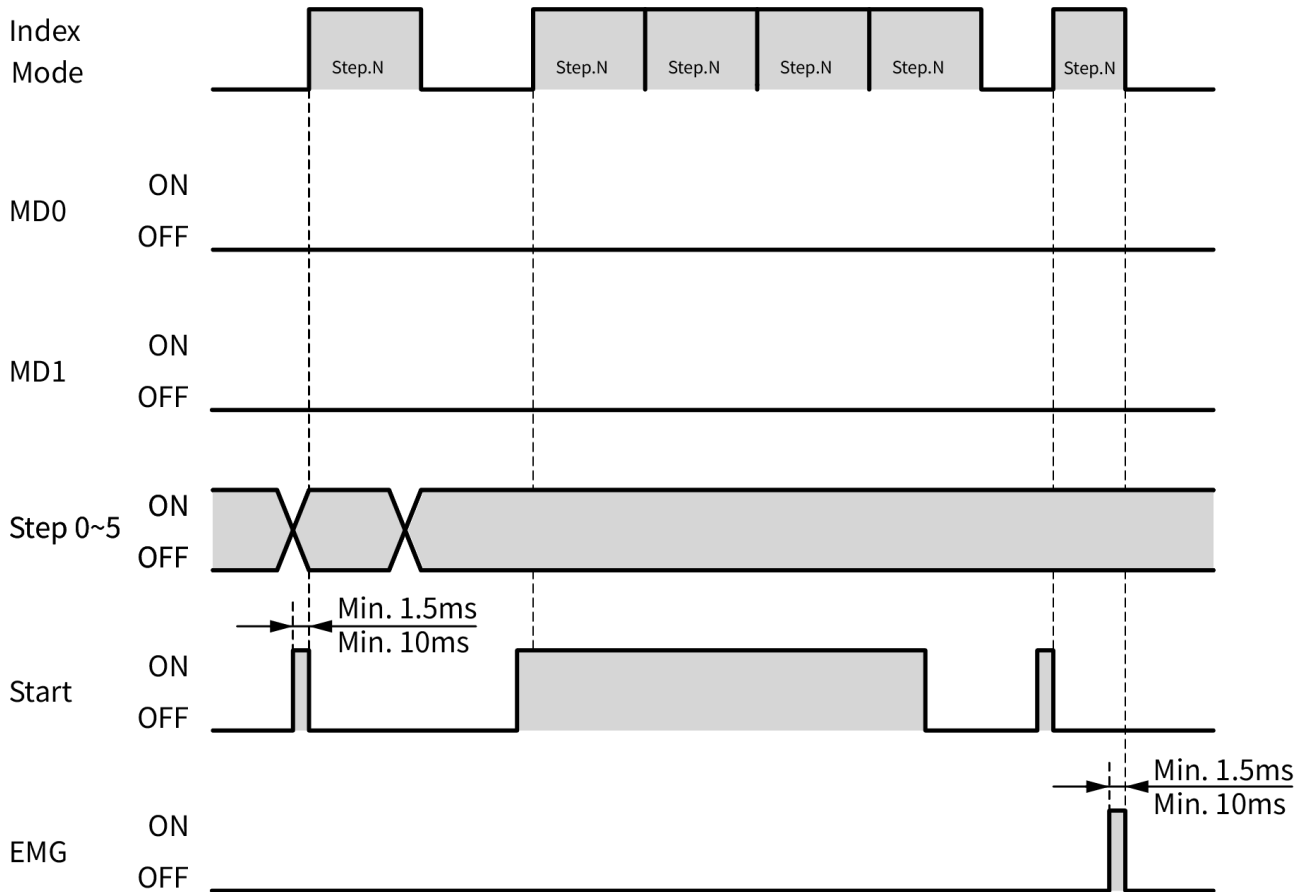 Index
Mode
Step.N
Step.N
Step.N
Step.N
Step.N
Step.N
MD0
ON
OFF
MD1
ON
OFF
Step 0~5
ON
OFF
Min. 1.5ms
Min. 10ms
Start
ON
OFF
Min. 1.5ms
Min. 10ms
EMG
ON
OFF